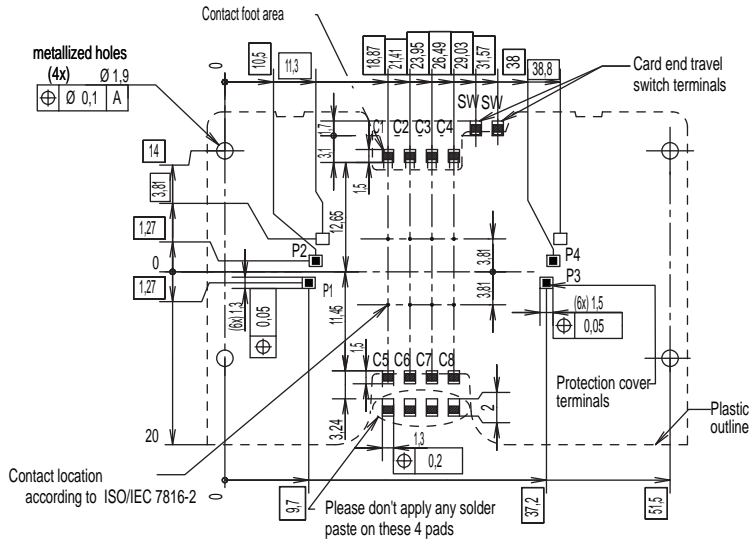 Contact foot area
metallized holes
(4x) Ø 1,9
Ø 0,1 A
0
10,5
11,3
18,87
21,41
23,95
26,49
29,03
31,57
38
38,8
Card end travel
switch terminals
SW SW
C1 C2 C3 C4
1,7
3,1
1,5
14
3,81
1,27
0
1,27
20
12,65
11,45
3,24
P2
P1
P4
P3
3,81
3,81
(6x) 1,3
0,05
(6x) 1,5
0,05
1,5
C5 C6 C7 C8
2
1,3
0,2
Protection cover
terminals
Plastic
outline
Contact location
according to ISO/IEC 7816-2
0
9,7
Please don't apply any solder
paste on these 4 pads
37,2
51,5